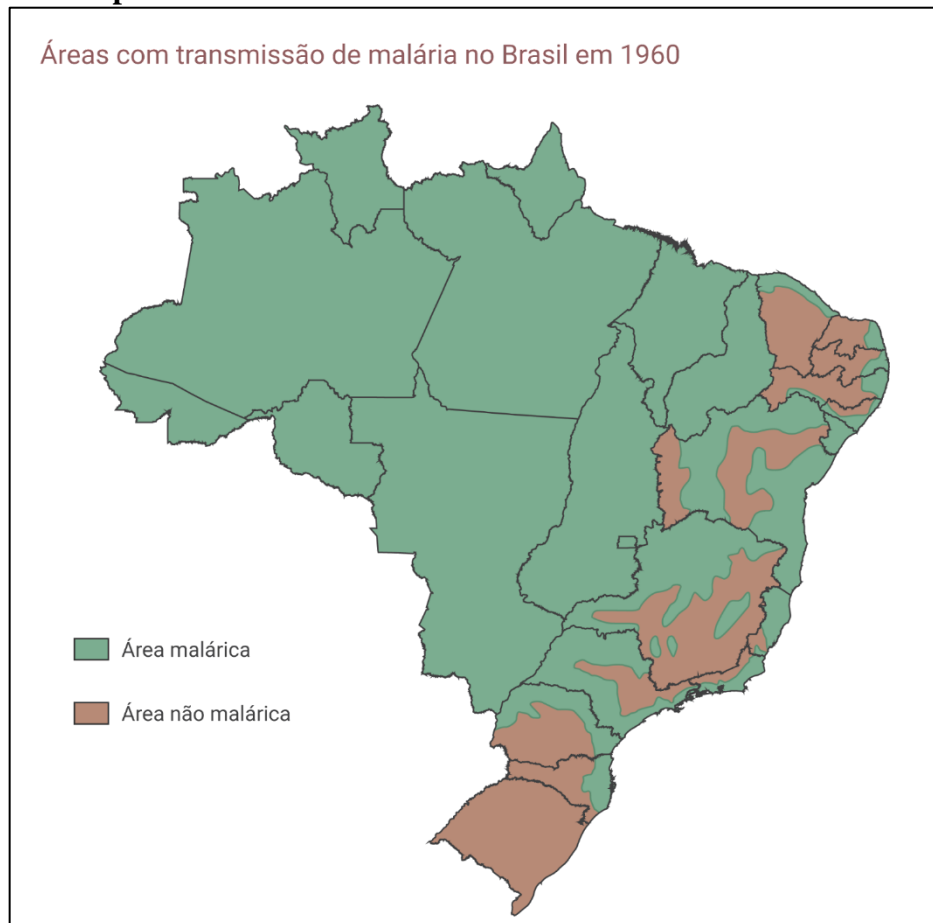 Áreas com transmissão de malária no Brasil em 1960
Área malárica
Área não malárica